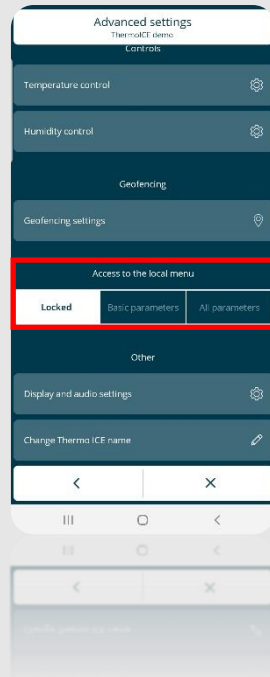 Advanced settings
ThermoICE demo
Controls
Temperature control
Humidity control
Geofencing
Geofencing settings
Access to the local menu
Locked Basic parameters All parameters
Other
Display and audio settings
Change Thermo ICE name